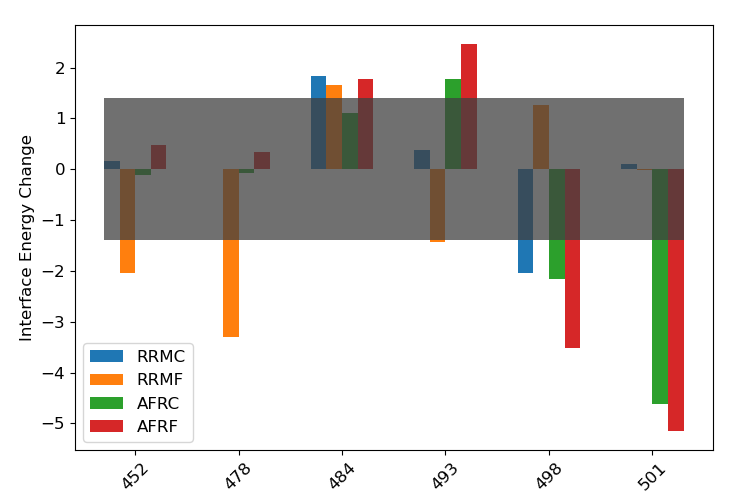 Interface Energy Change
2
1
0
−1
−2
−3
−4
−5
RRMC
RRMF
AFRC
AFRF
452
478
484
493
498
501